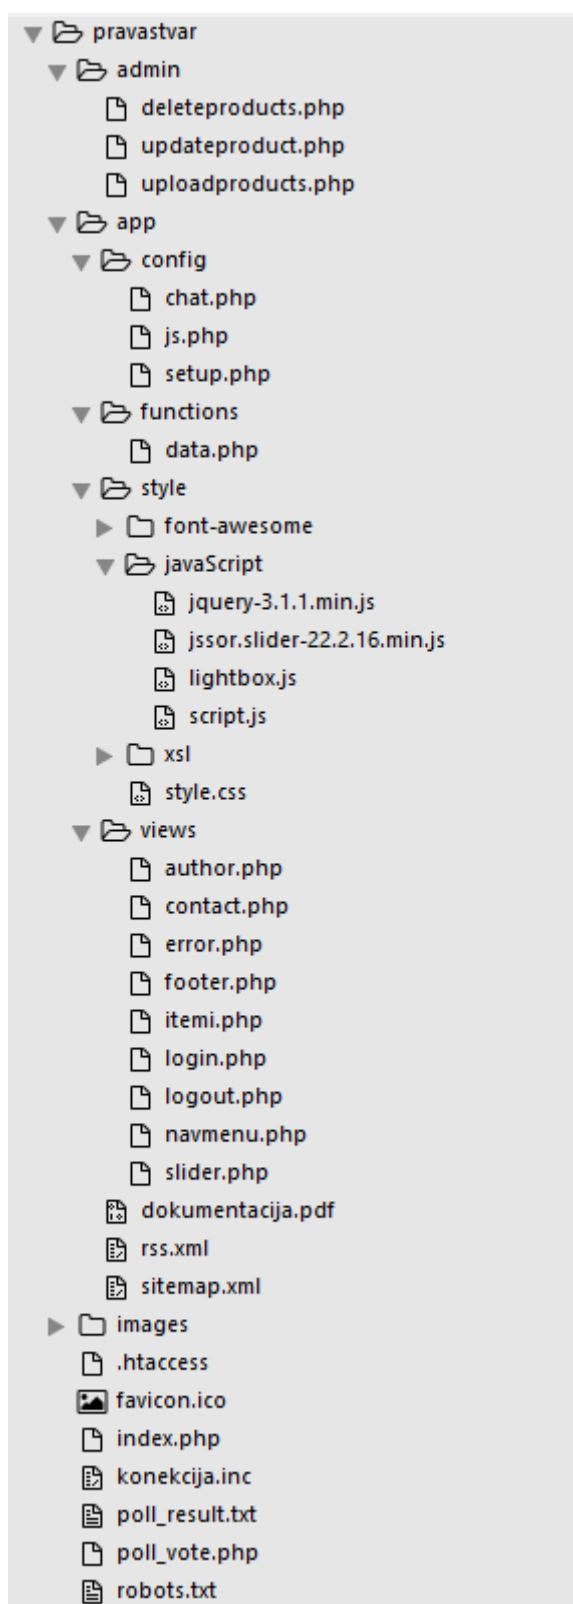 pravastvar
admin
deleteproducts.php
updateproduct.php
uploadproducts.php
app
config
chat.php
js.php
setup.php
functions
data.php
style
font-awesome
javaScript
jquery-3.1.1.min.js
jssor.slider-22.2.16.min.js
lightbox.js
script.js
xsl
style.css
views
author.php
contact.php
error.php
footer.php
itemi.php
login.php
logout.php
navmenu.php
slider.php
dokumentacija.pdf
rss.xml
sitemap.xml
images
.htaccess
favicon.ico
index.php
konekcija.inc
poll_result.txt
poll_vote.php
robots.txt